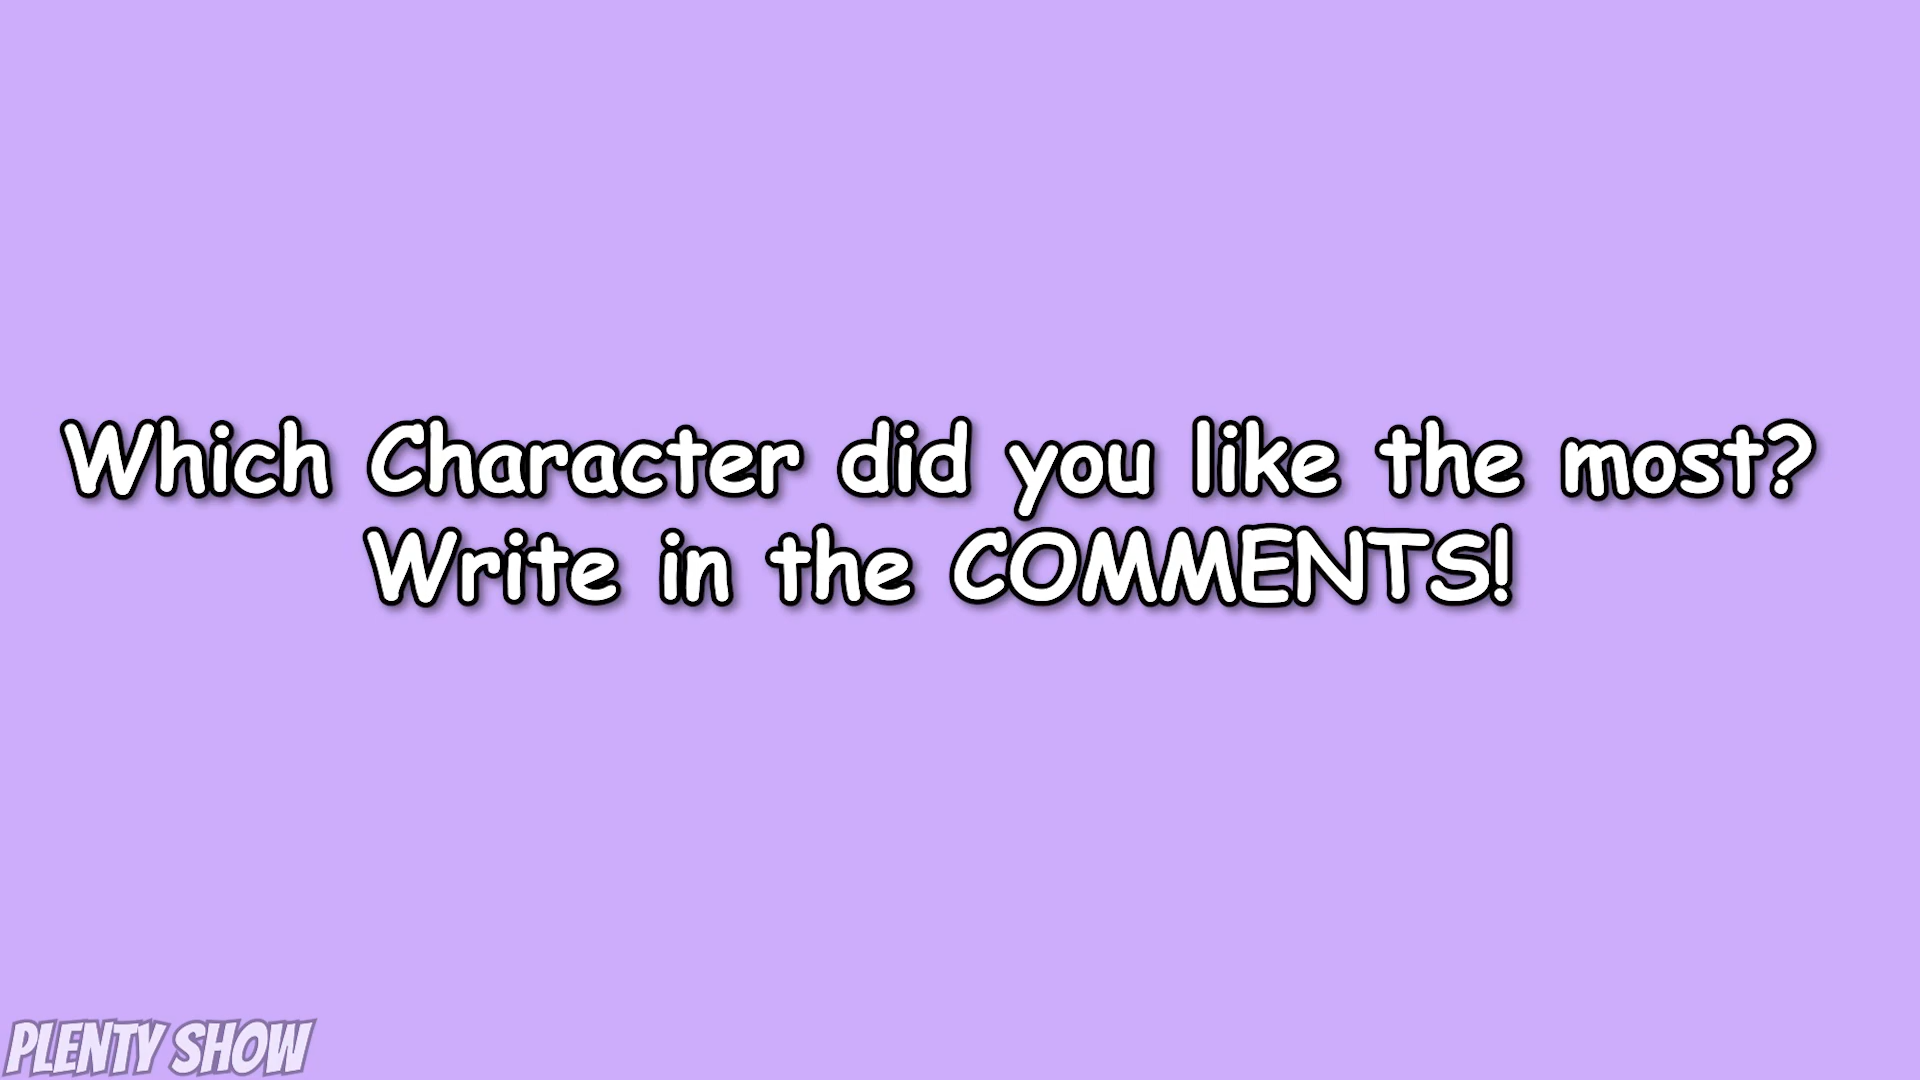 Which Character did you like the most?
Write in the COMMENTS!
PLENTY SHOW